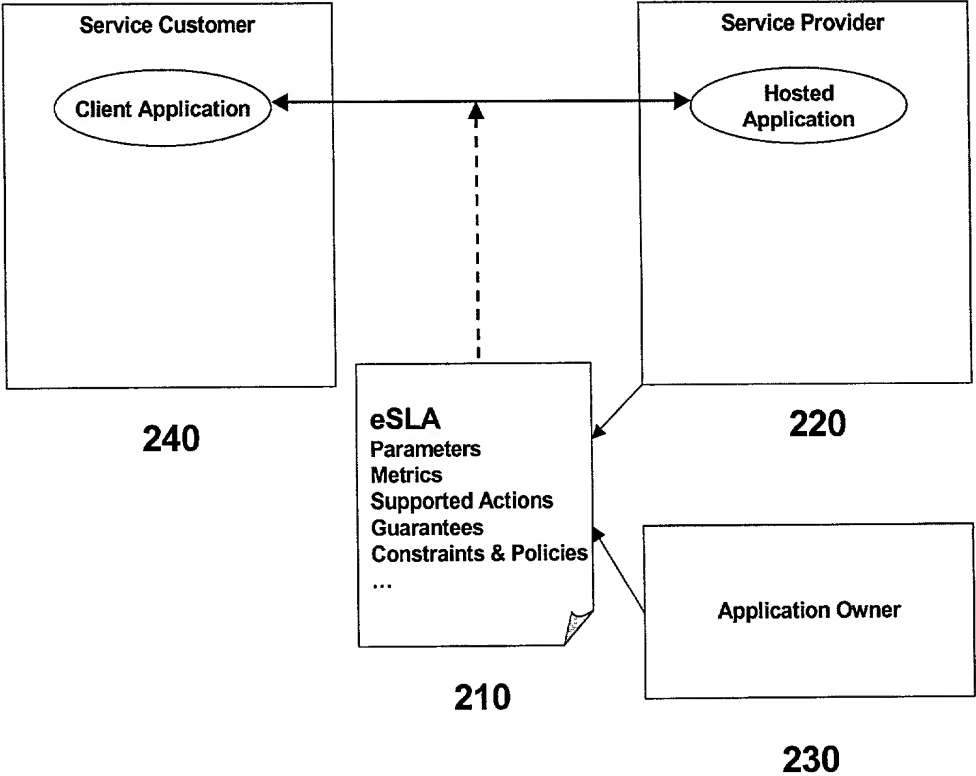 Service Customer
Client Application
Service Provider
Hosted
Application
240
220
eSLA
Parameters
Metrics
Supported Actions
Guarantees
Constraints & Policies
...
210
Application Owner
230